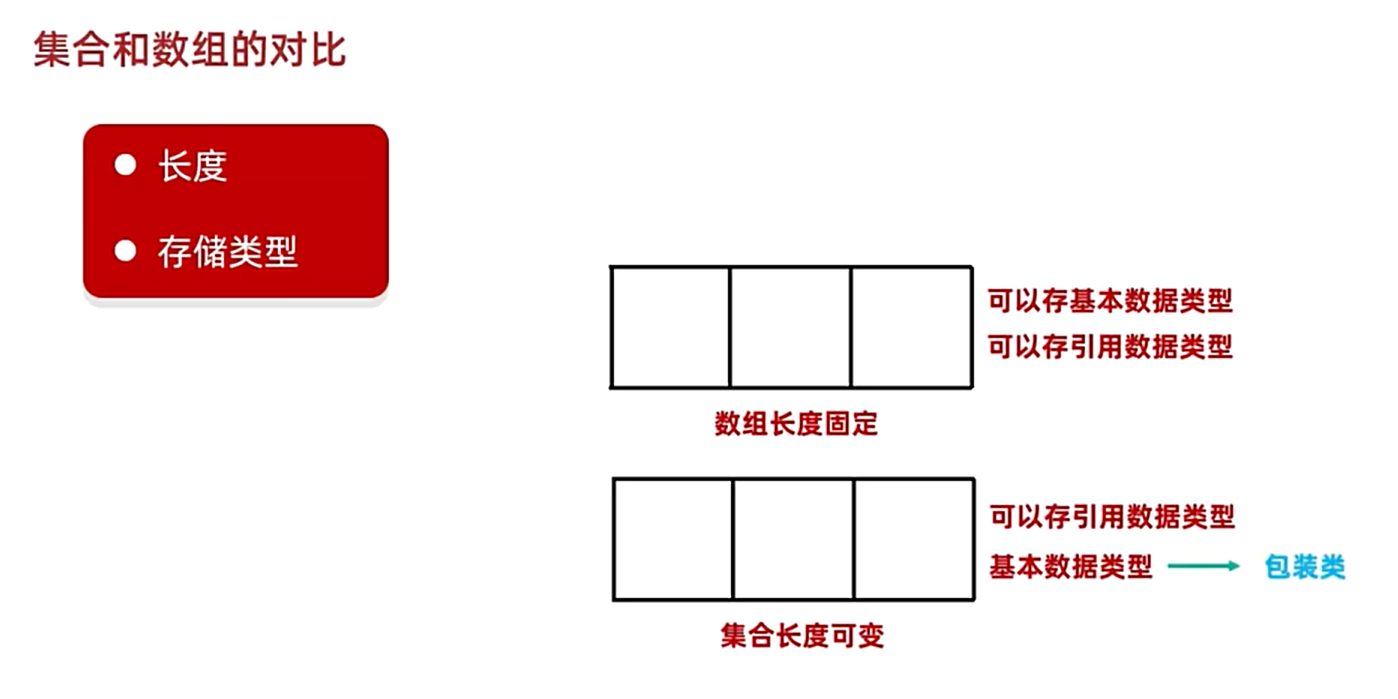 集合和数组的对比
长度
存储类型
可以存基本数据类型
可以存引用数据类型
数组长度固定
可以存引用数据类型
基本数据类型 包装类
集合长度可变